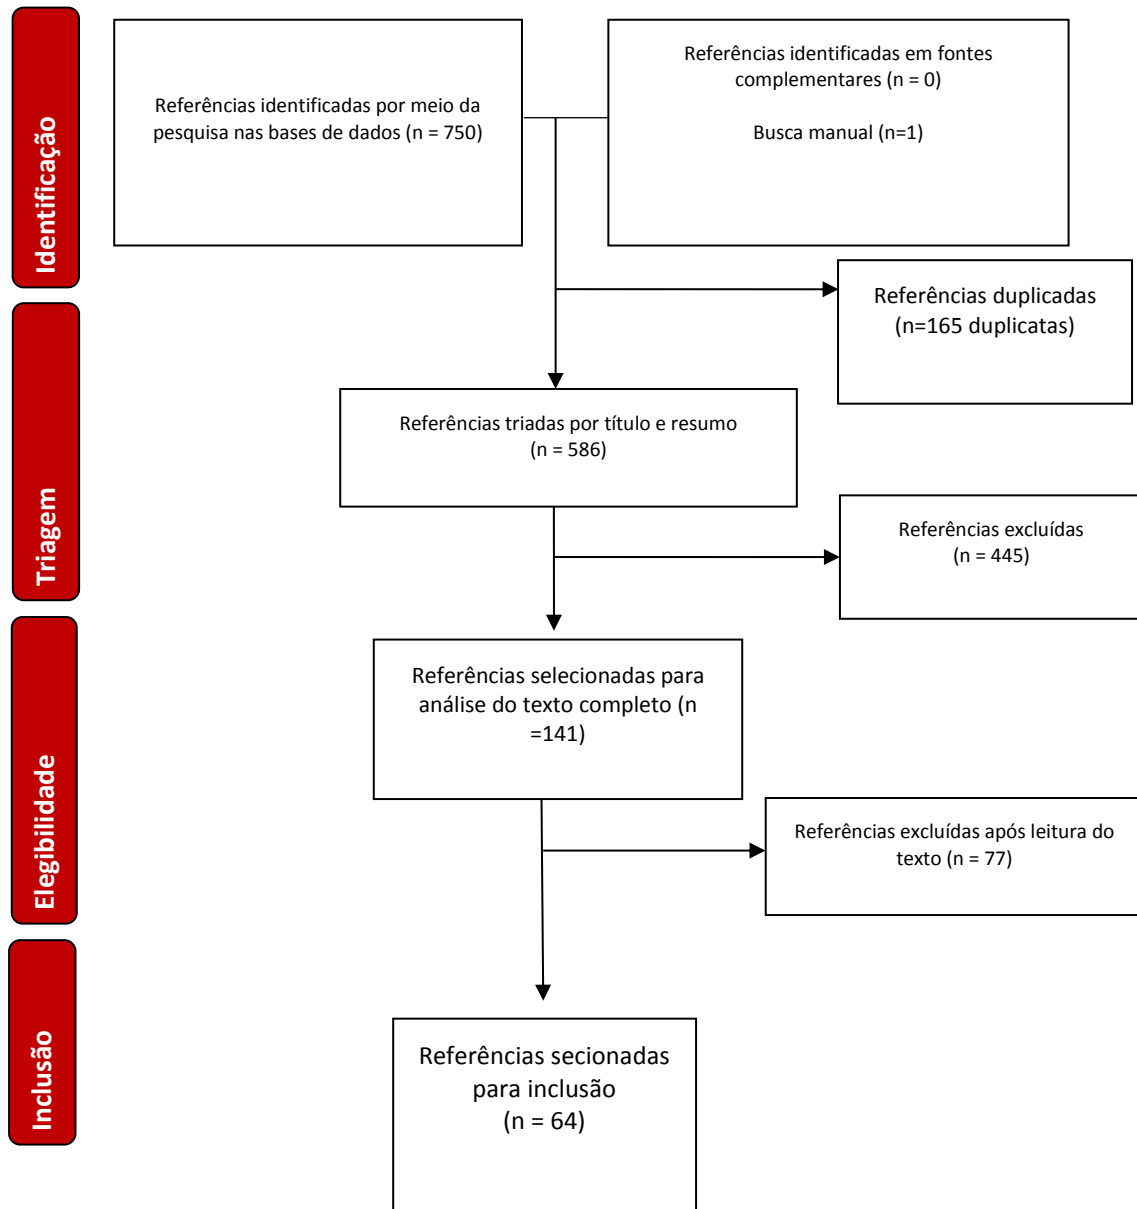 Identificação
Referências identificadas por meio da
pesquisa nas bases de dados (n = 750)
Referências identificadas em fontes
complementares (n = 0)
Busca manual (n=1)
Referências duplicadas
(n=165 duplicatas)
Triagem
Referências triadas por título e resumo
(n = 586)
Referências excluídas
(n = 445)
Elegibilidade
Referências selecionadas para
análise do texto completo (n
=141)
Referências excluídas após leitura do
texto (n = 77)
Inclusão
Referências secionadas
para inclusão
(n = 64)